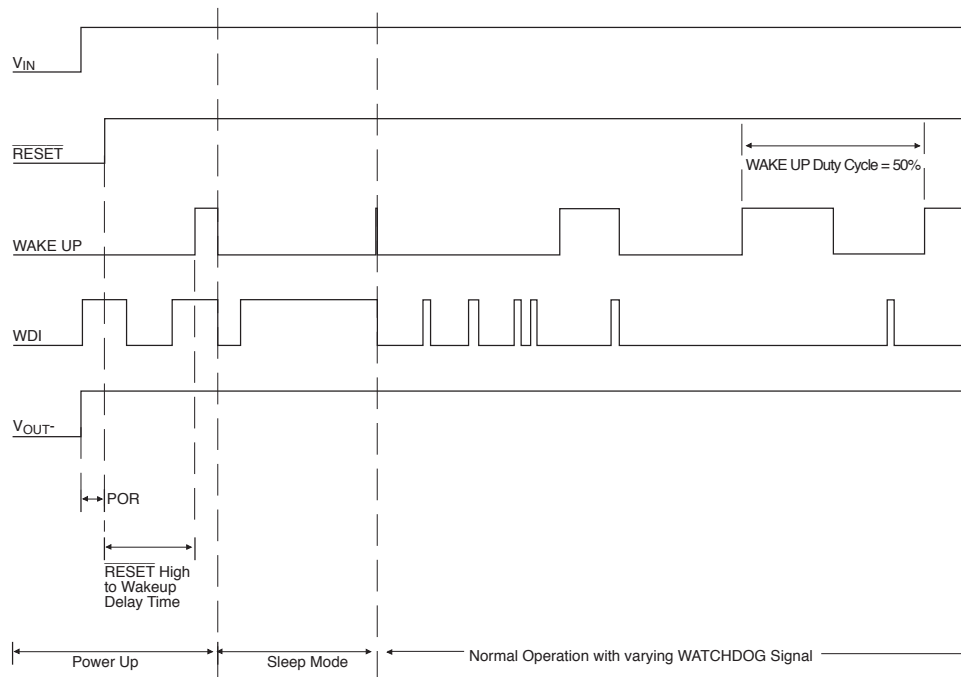 VIN
RESET
WAKE UP Duty Cycle = 50%
WAKE UP
WDI
VOUT-
POR
RESET High
to Wakeup
Delay Time
Power Up
Sleep Mode
Normal Operation with varying WATCHDOG Signal